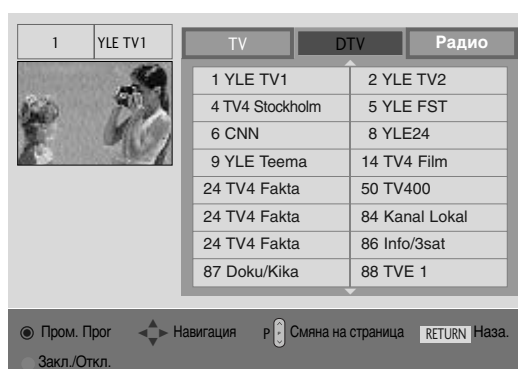 1 YLE TV1
TV DTV Радио
1 YLE TV1 2 YLE TV2
4 TV4 Stockholm 5 YLE FST
6 CNN 8 YLE24
9 YLE Teema 14 TV4 Film
24 TV4 Fakta 50 TV400
24 TV4 Fakta 84 Kanal Lokal
24 TV4 Fakta 86 Info/3sat
87 Doku/Kika 88 TVE 1
Пром. Прог Навигация P Смяна на страница RETURN Наза.
Закл./Откл.